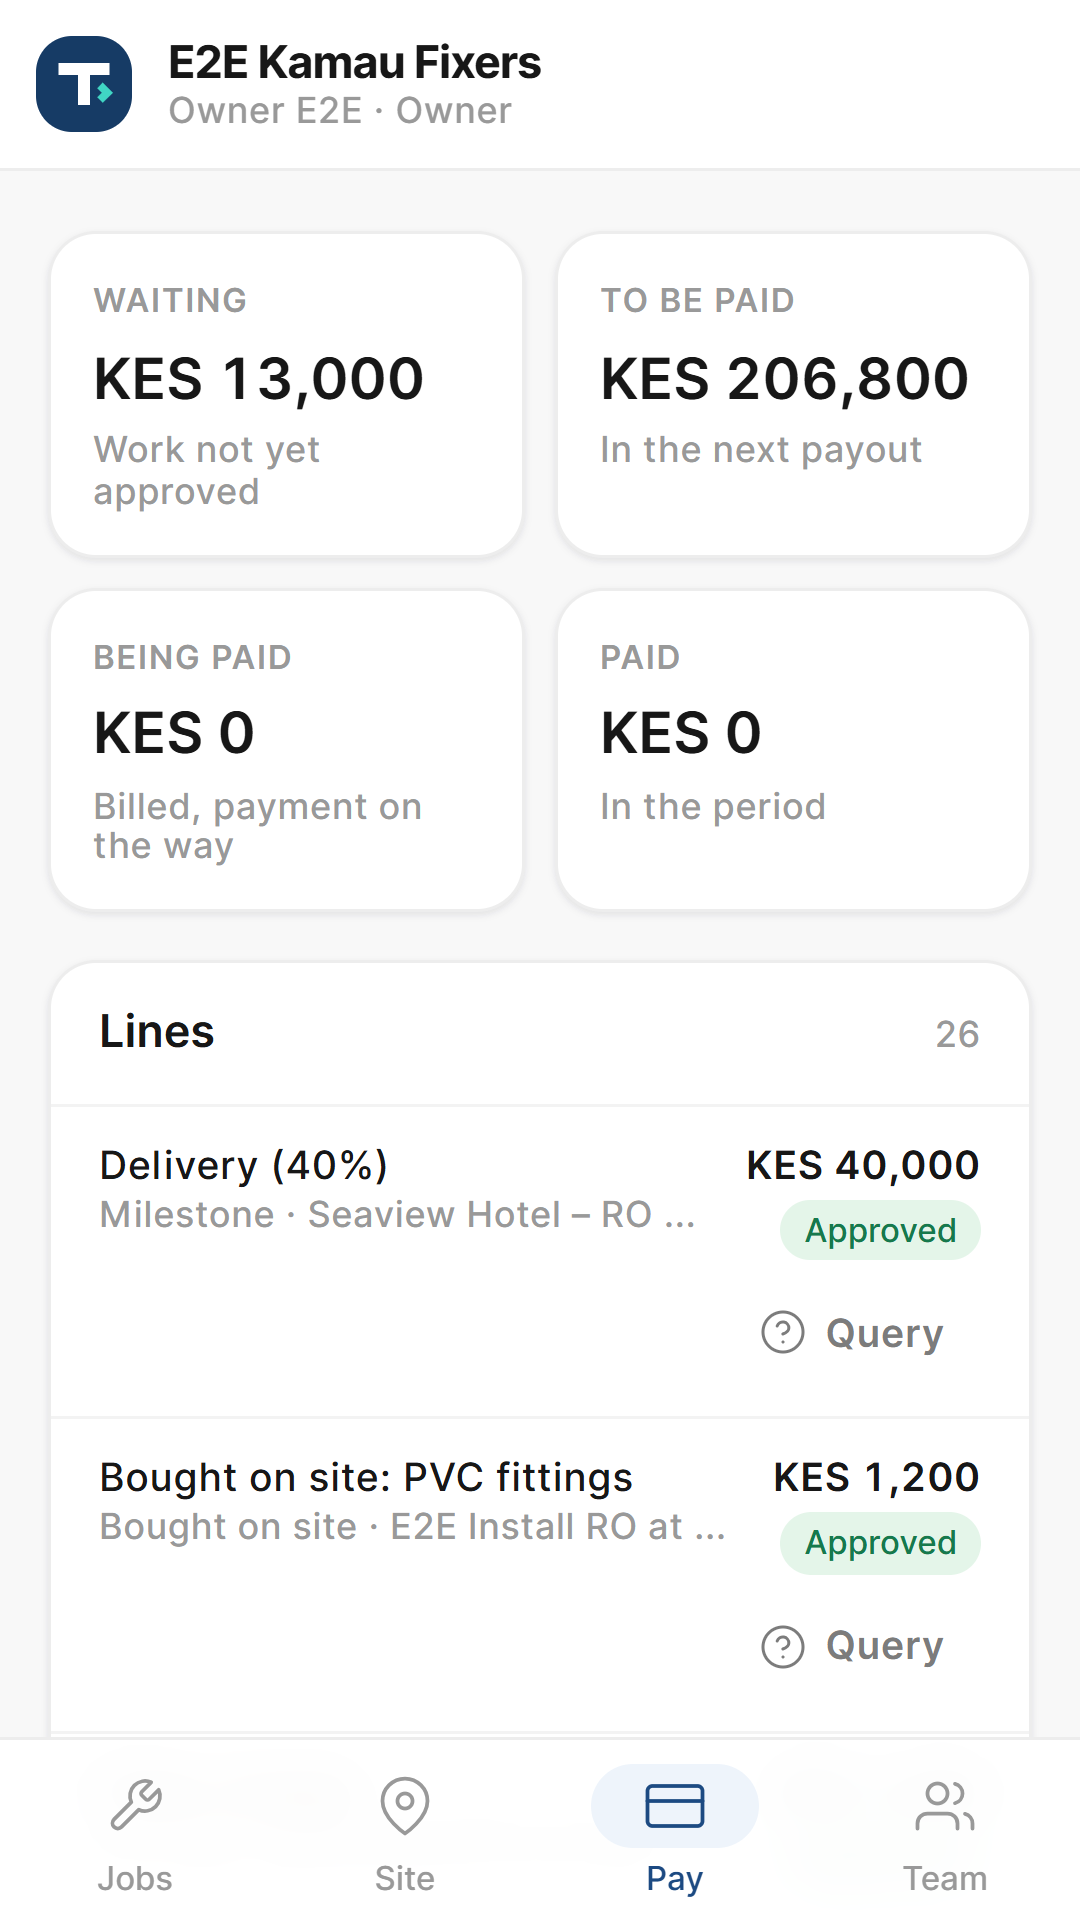 E2E Kamau Fixers
Owner E2E · Owner
WAITING
KES 13,000
Work not yet
approved
TO BE PAID
KES 206,800
In the next payout
BEING PAID
KES 0
Billed, payment on
the way
PAID
KES 0
In the period
Lines
26
Delivery (40%)
KES 40,000
Milestone · Seaview Hotel – RO ...
Approved
Query
Bought on site: PVC fittings
KES 1,200
Bought on site · E2E Install RO at ...
Approved
Query
Jobs
Site
Pay
Team